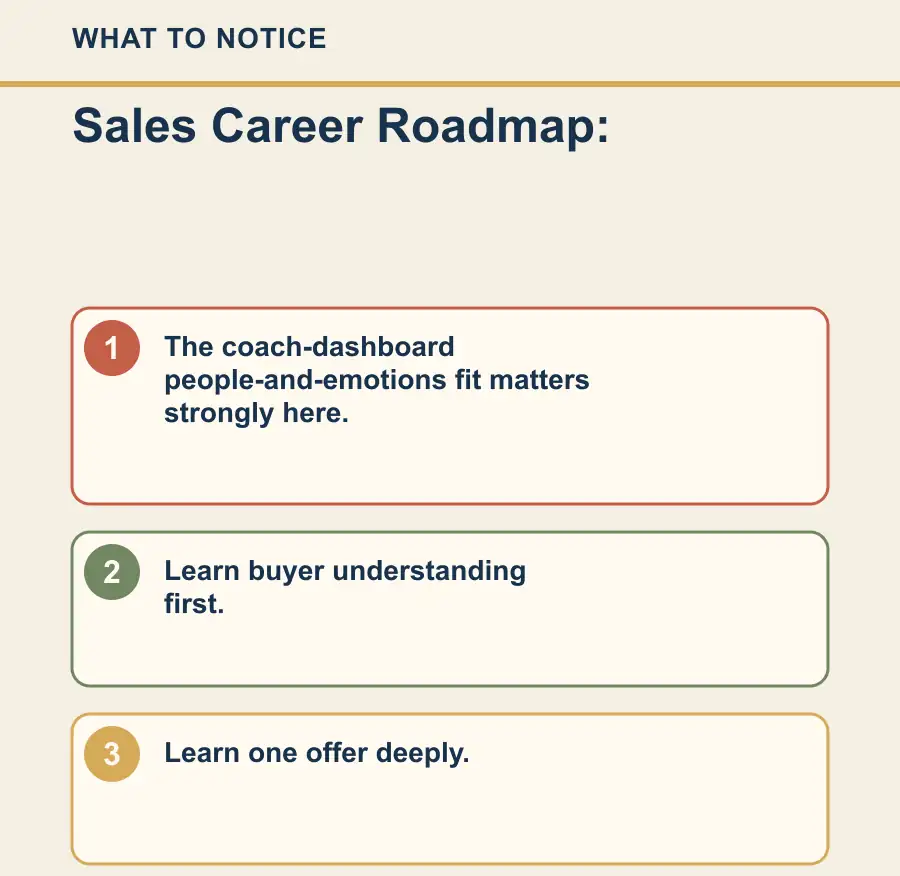 WHAT TO NOTICE
Sales Career Roadmap:
1
The coach-dashboard
people-and-emotions fit matters
strongly here.
2
Learn buyer understanding
first.
3
Learn one offer deeply.